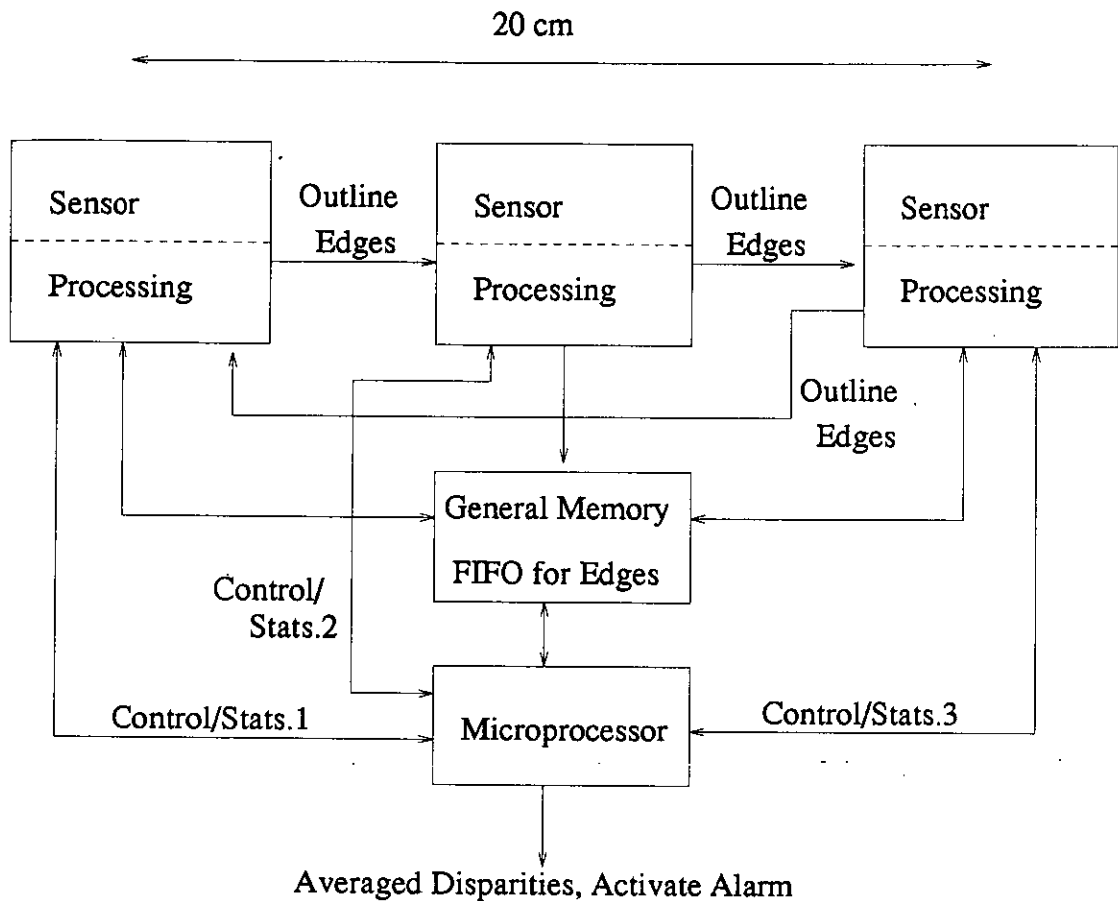 20 cm
Sensor
Processing
Outline
Edges
Sensor
Processing
Outline
Edges
Sensor
Processing
Outline
Edges
General Memory
FIFO for Edges
Control/
Stats.2
Control/Stats.1
Microprocessor
Control/Stats.3
Averaged Disparities, Activate Alarm